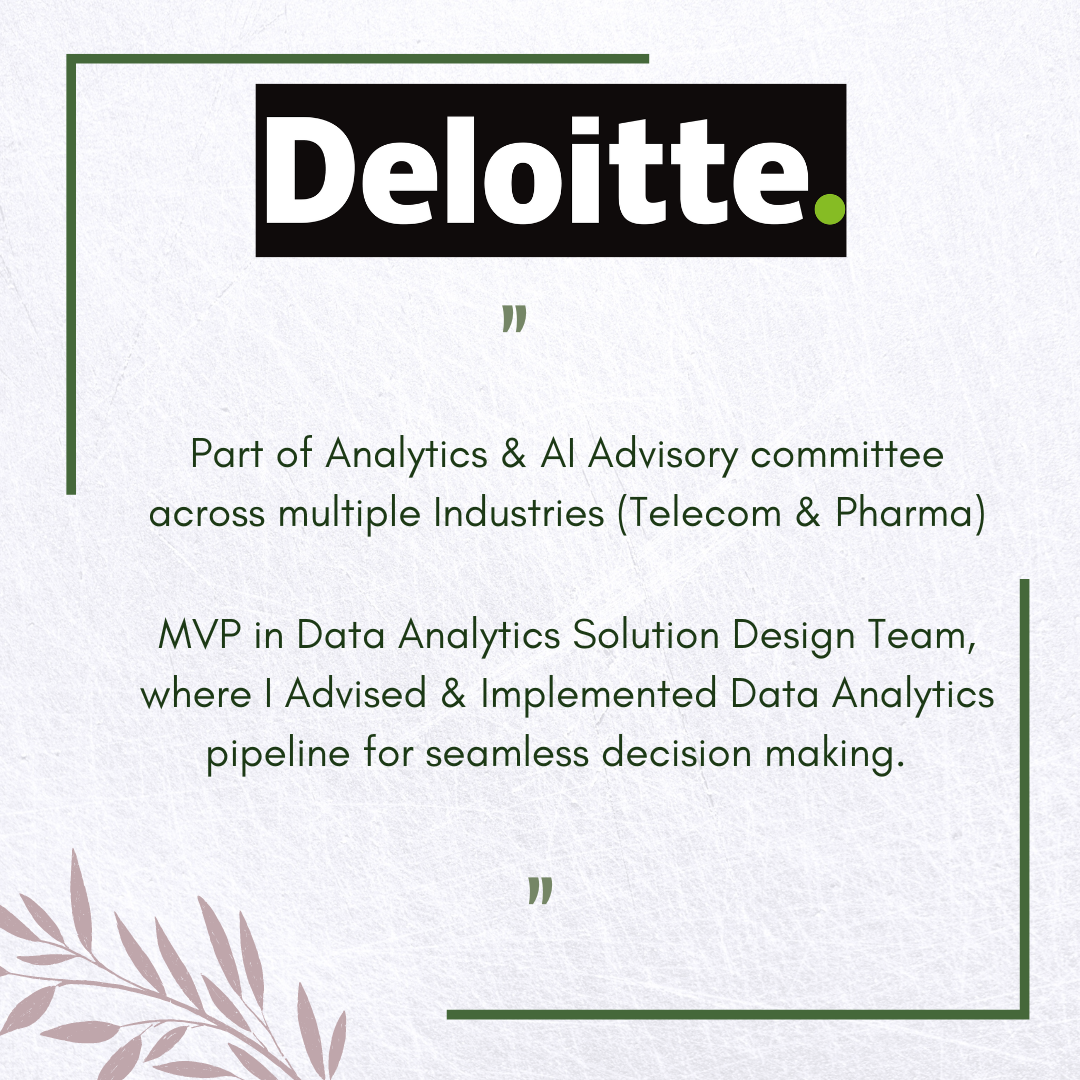 Deloitte.
”
Part of Analytics & AI Advisory committee
across multiple Industries (Telecom & Pharma)
MVP in Data Analytics Solution Design Team,
where I Advised & Implemented Data Analytics
pipeline for seamless decision making.
”